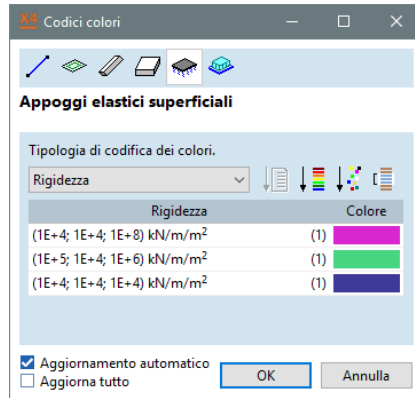 X4 Codici colori
Appoggi elastici superficiali
Tipologia di codifica dei colori.
Rigidezza
Rigidezza Colore
(1E+4; 1E+4; 1E+8) kN/m/m² (1)
(1E+5; 1E+4; 1E+6) kN/m/m² (1)
(1E+4; 1E+4; 1E+4) kN/m/m² (1)
Aggiornamento automatico
Aggiorna tutto
OK
Annulla